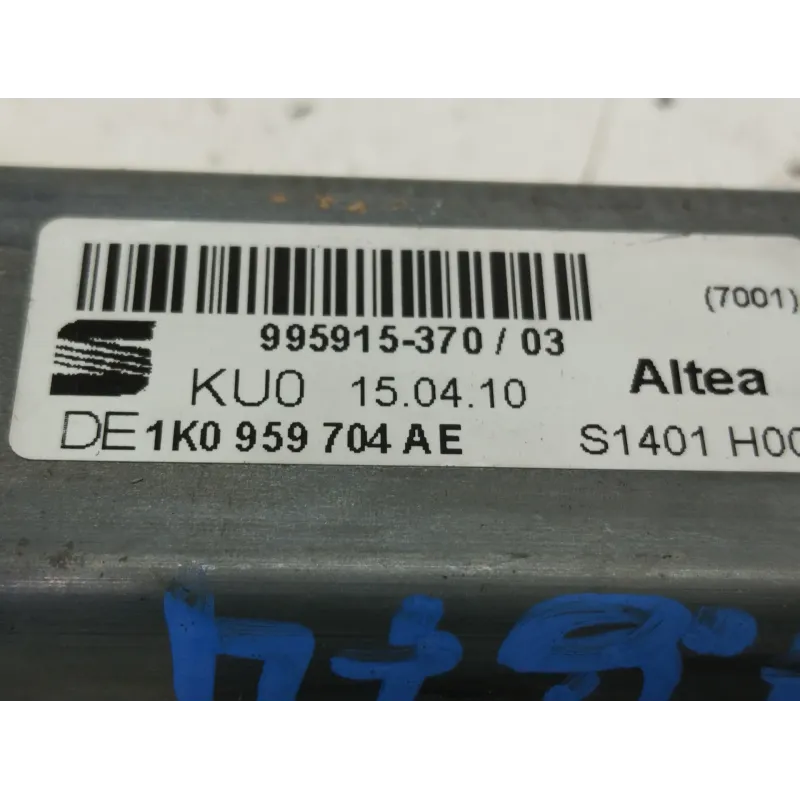 (7001)
995915-370 / 03
KU0 15.04.10 Altea
DE 1K0 959 704 AE S1401 H00